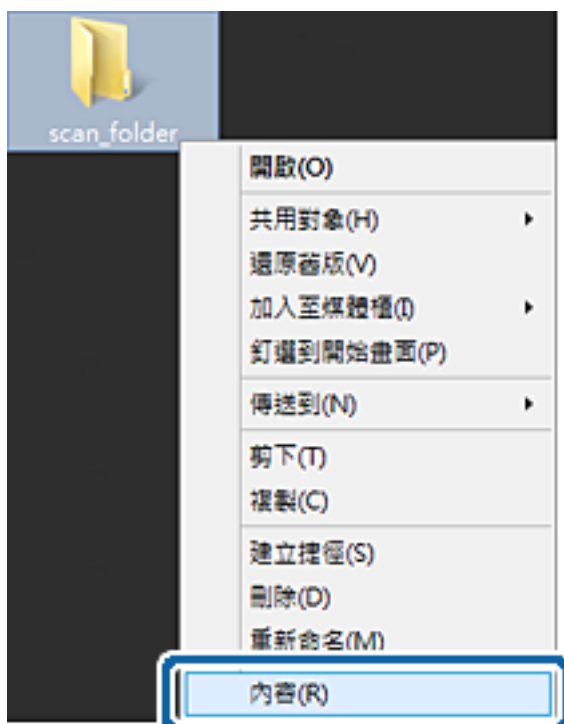 scan_folder
開啟(O)
共用對象(H)
還原舊版(V)
加入至媒體櫃(I)
釘選到開始畫面(P)
傳送到(N)
剪下(T)
複製(C)
建立捷徑(S)
刪除(D)
重新命名(M)
內容(R)